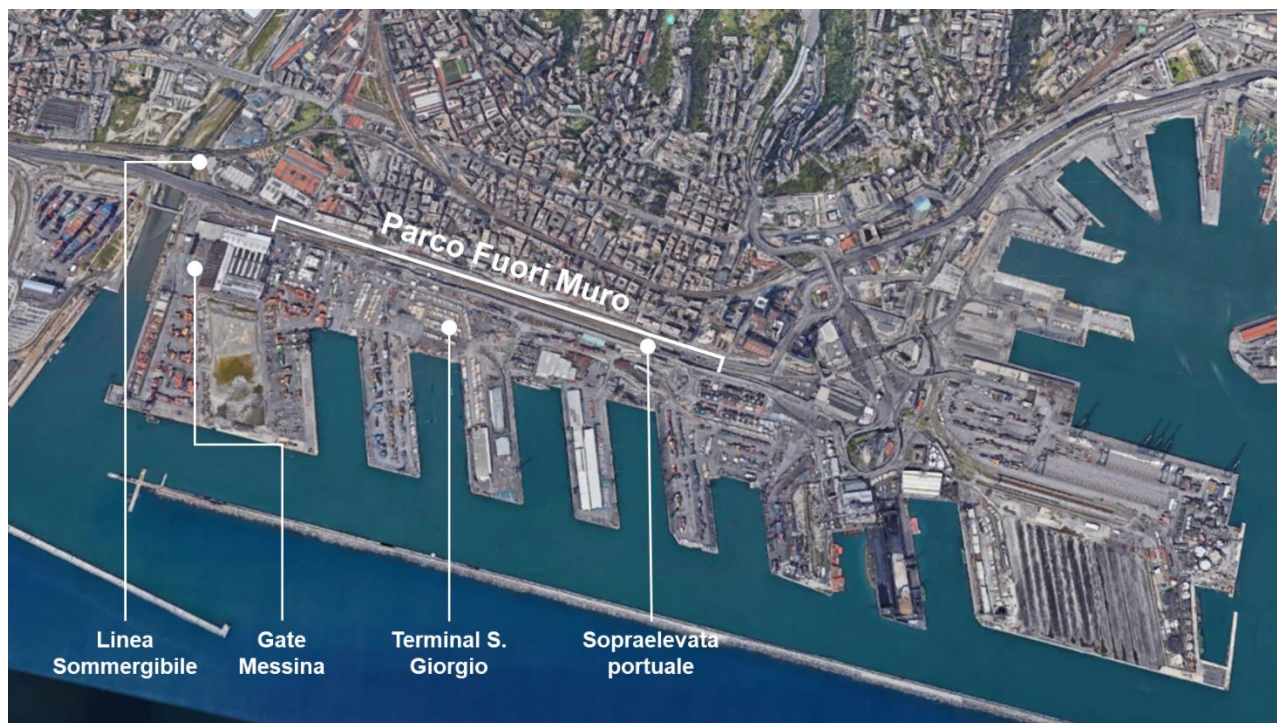 Parco Fuori Muro
Linea
Sommergibile
Gate
Messina
Terminal S.
Giorgio
Sopraelevata
portuale